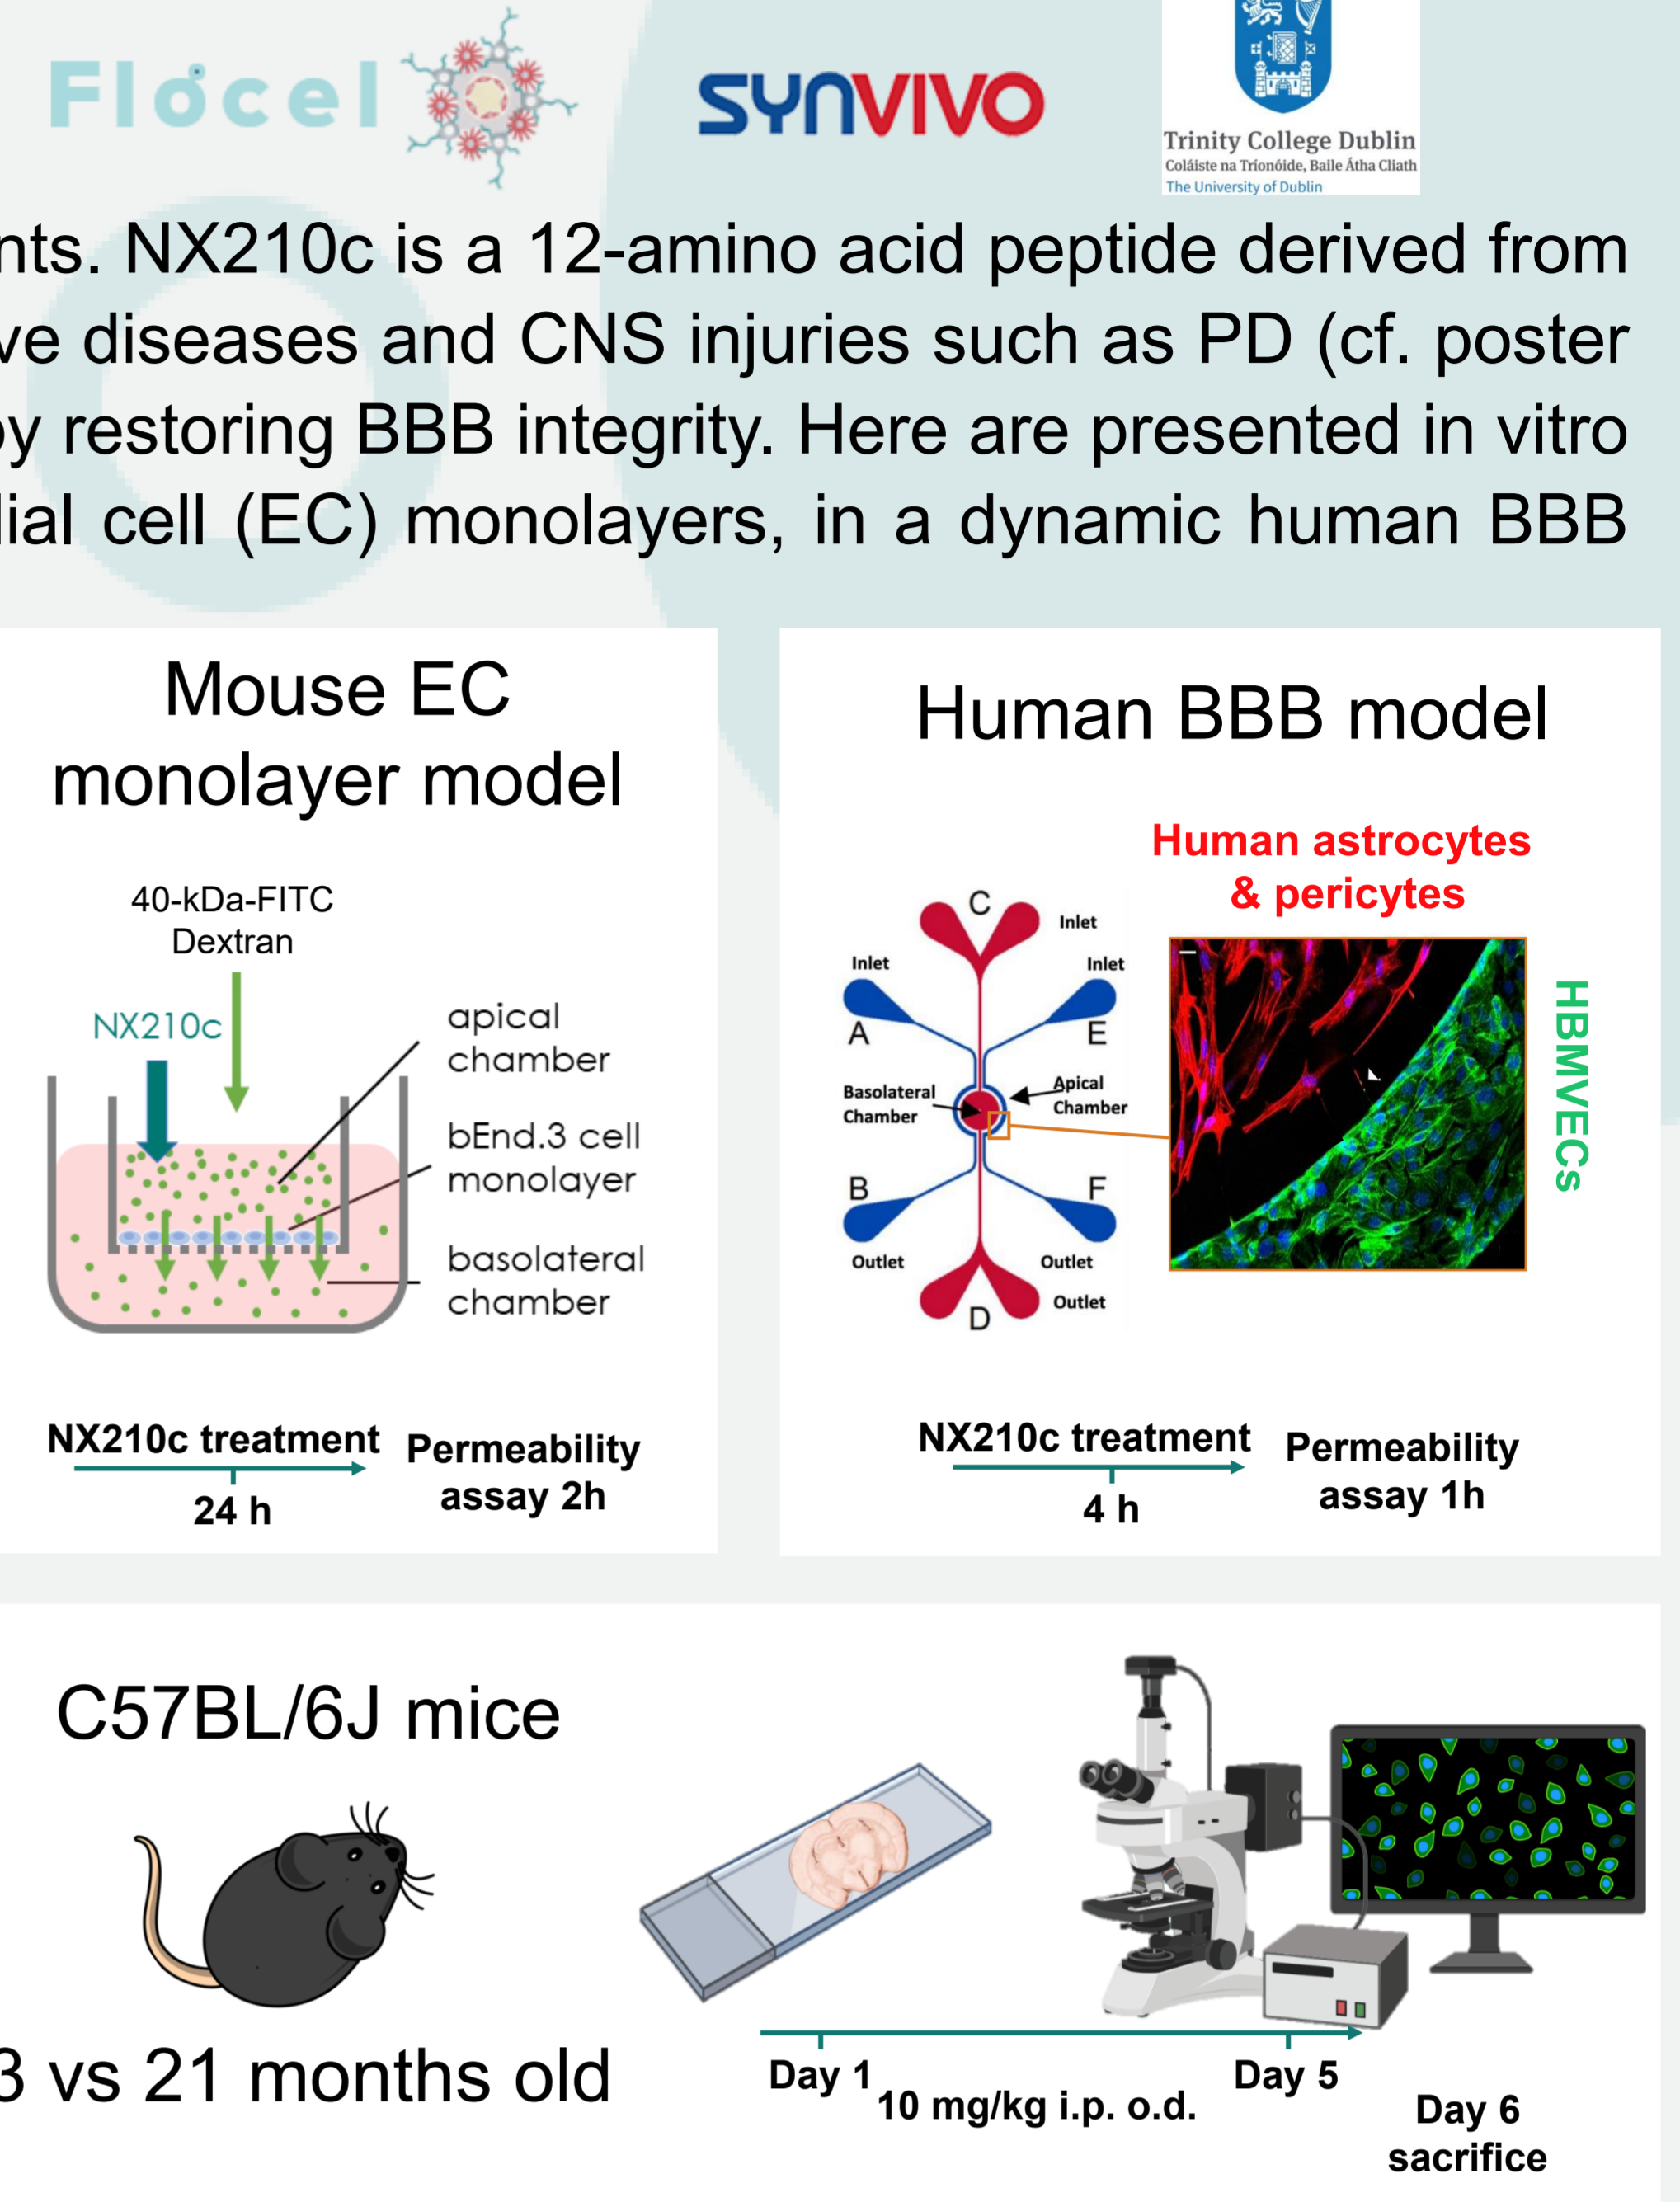 Flocel
SYNVIVO
Trinity College Dublin
Coláiste na Tríonóide, Baile Átha Cliath
The University of Dublin
nts. NX210c is a 12-amino acid peptide derived from
ve diseases and CNS injuries such as PD (cf. poster
by restoring BBB integrity. Here are presented in vitro
lial cell (EC) monolayers, in a dynamic human BBB
Mouse EC
monolayer model
40-kDa-FITC
Dextran
NX210c
apical
chamber
bEnd.3 cell
monolayer
basolateral
chamber
NX210c treatment
24 h
Permeability
assay 2h
Human BBB model
Human astrocytes
& pericytes
HBMVECs
C
Inlet
Inlet
Inlet
A
E
Basolateral
Chamber
Apical
Chamber
B
F
Outlet
Outlet
D
Outlet
NX210c treatment
4 h
Permeability
assay 1h
C57BL/6J mice
3 vs 21 months old
Day 1
10 mg/kg i.p. o.d.
Day 5
Day 6
sacrifice